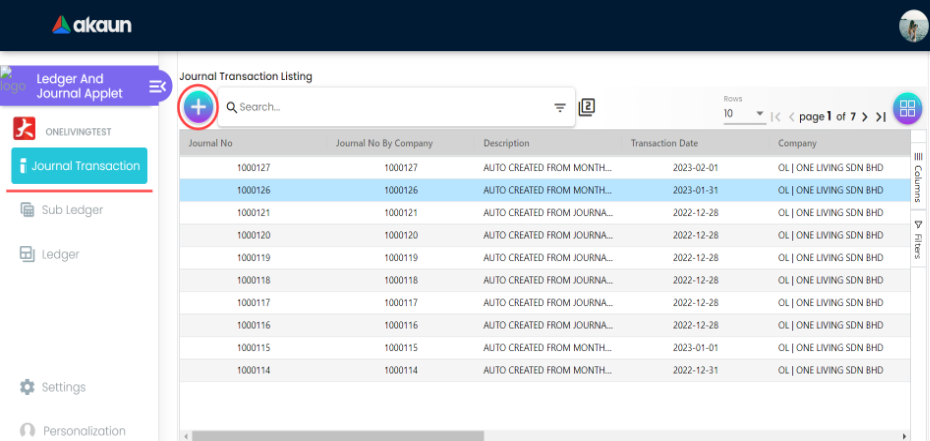 akaun
logo
Ledger And
Journal Applet
ONELIVINGTEST
Journal Transaction
Sub Ledger
Ledger
Settings
Personalization
Journal Transaction Listing
Search...
2
Rows
10
page 1 of 7
Journal No Journal No By Company Description Transaction Date Company
1000127 1000127 AUTO CREATED FROM MONTH... 2023-02-01 OL | ONE LIVING SDN BHD
1000126 1000126 AUTO CREATED FROM MONTH... 2023-01-31 OL | ONE LIVING SDN BHD
1000121 1000121 AUTO CREATED FROM JOURNA... 2022-12-28 OL | ONE LIVING SDN BHD
1000120 1000120 AUTO CREATED FROM JOURNA... 2022-12-28 OL | ONE LIVING SDN BHD
1000119 1000119 AUTO CREATED FROM JOURNA... 2022-12-28 OL | ONE LIVING SDN BHD
1000118 1000118 AUTO CREATED FROM JOURNA... 2022-12-28 OL | ONE LIVING SDN BHD
1000117 1000117 AUTO CREATED FROM JOURNA... 2022-12-28 OL | ONE LIVING SDN BHD
1000116 1000116 AUTO CREATED FROM JOURNA... 2022-12-28 OL | ONE LIVING SDN BHD
1000115 1000115 AUTO CREATED FROM MONTH... 2023-01-01 OL | ONE LIVING SDN BHD
1000114 1000114 AUTO CREATED FROM MONTH... 2022-12-31 OL | ONE LIVING SDN BHD
Columns
Filters